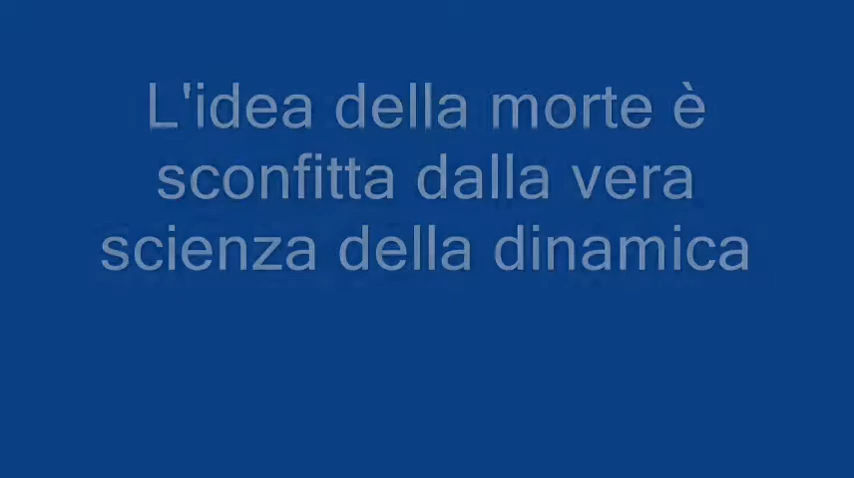 L'idea della morte è
sconfitta dalla vera
scienza della dinamica